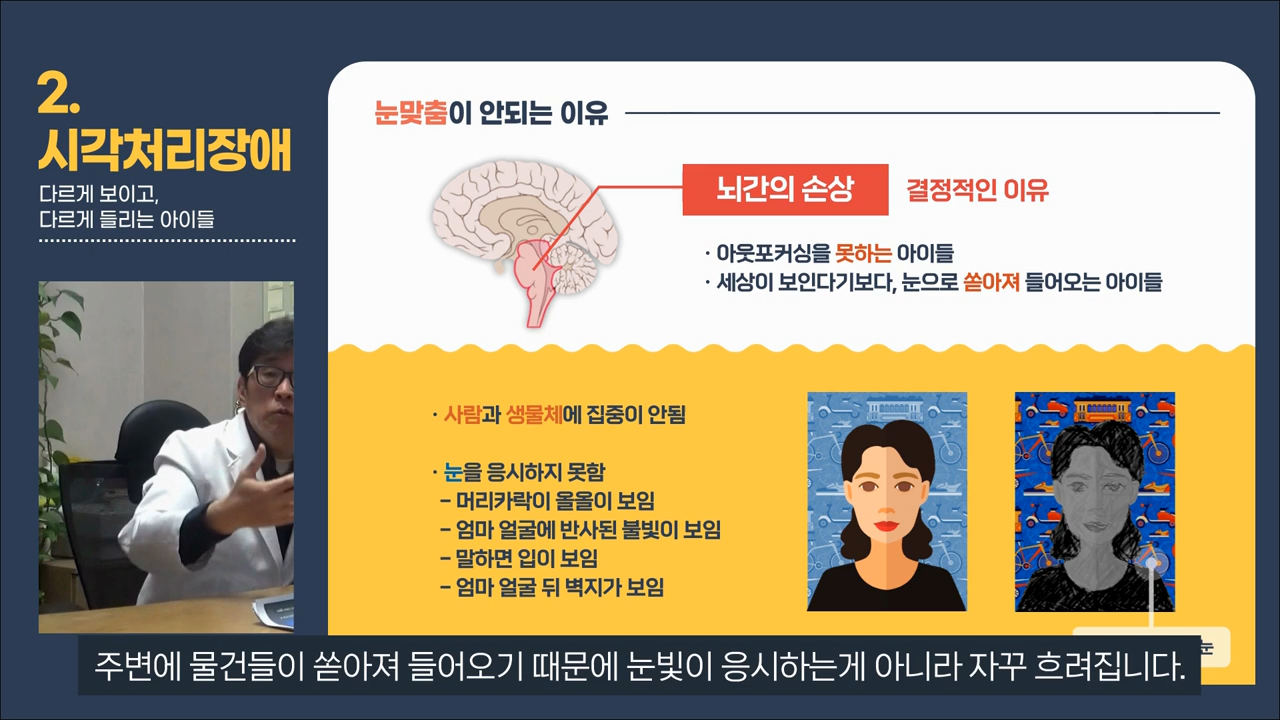 2.
시각처리장애
다르게 보이고,
다르게 들리는 아이들
눈맞춤이 안되는 이유
뇌간의 손상
결정적인 이유
· 아웃포커싱을 못하는 아이들
· 세상이 보인다기보다, 눈으로 쏟아져 들어오는 아이들
· 사람과 생물체에 집중이 안됨
· 눈을 응시하지 못함
– 머리카락이 올올이 보임
– 엄마 얼굴에 반사된 불빛이 보임
– 말하면 입이 보임
– 엄마 얼굴 뒤 벽지가 보임
눈
주변에 물건들이 쏟아져 들어오기 때문에 눈빛이 응시하는게 아니라 자꾸 흐려집니다.